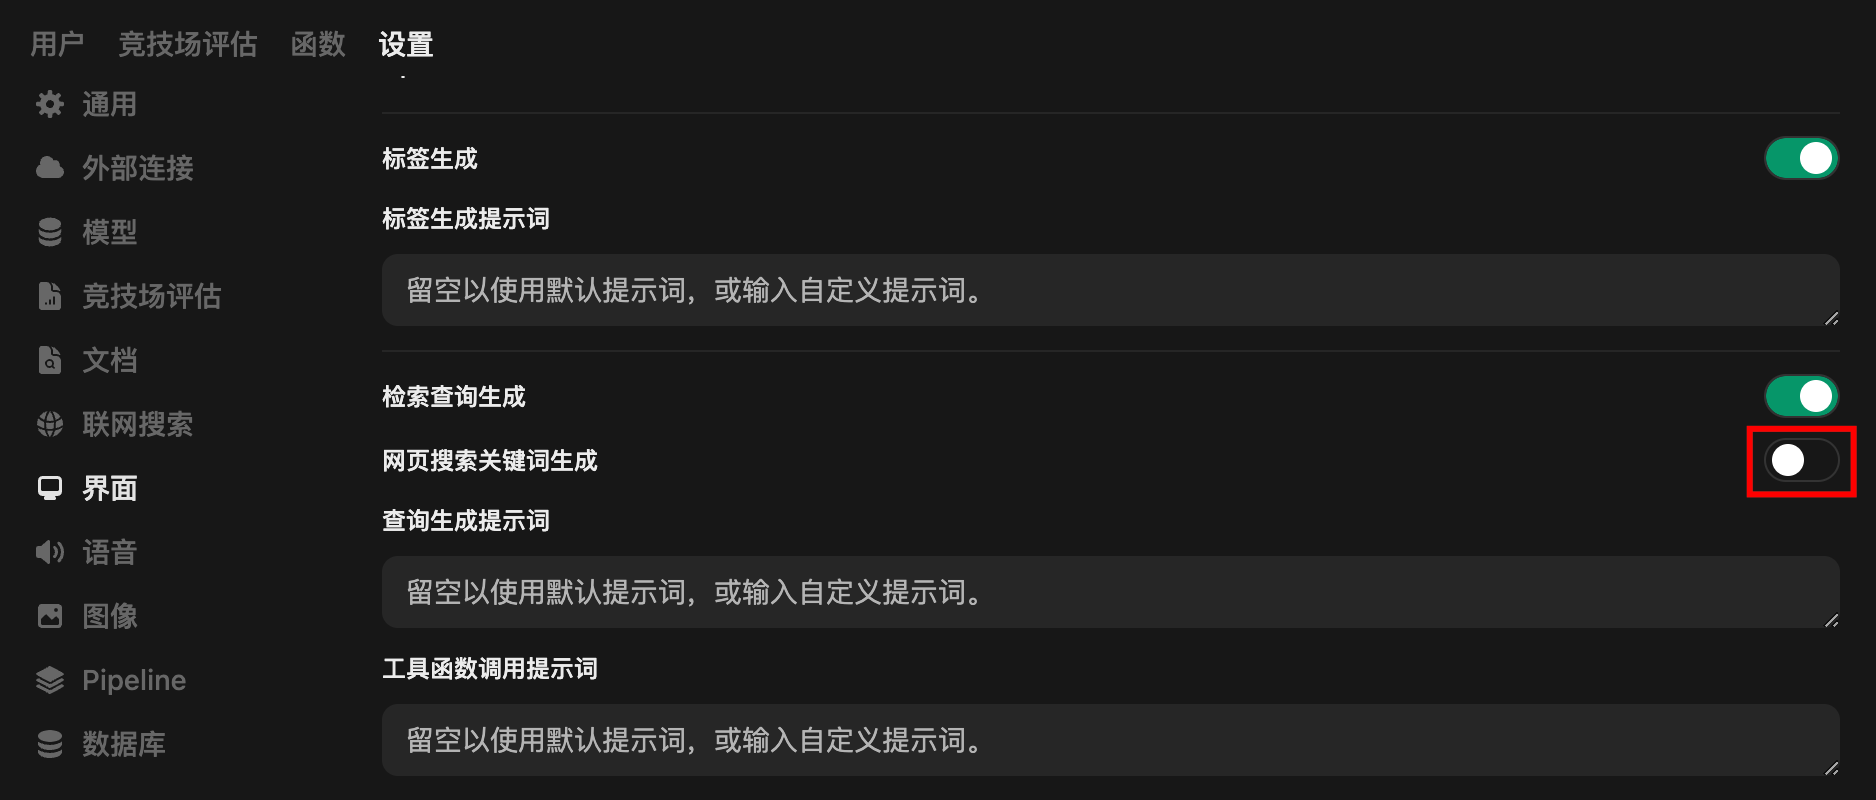 用户 竞技场评估 函数 设置
通用
外部连接
模型
竞技场评估
文档
联网搜索
界面
语音
图像
Pipeline
数据库
标签生成
标签生成提示词
留空以使用默认提示词，或输入自定义提示词。
检索查询生成
网页搜索关键词生成
查询生成提示词
留空以使用默认提示词，或输入自定义提示词。
工具函数调用提示词
留空以使用默认提示词，或输入自定义提示词。